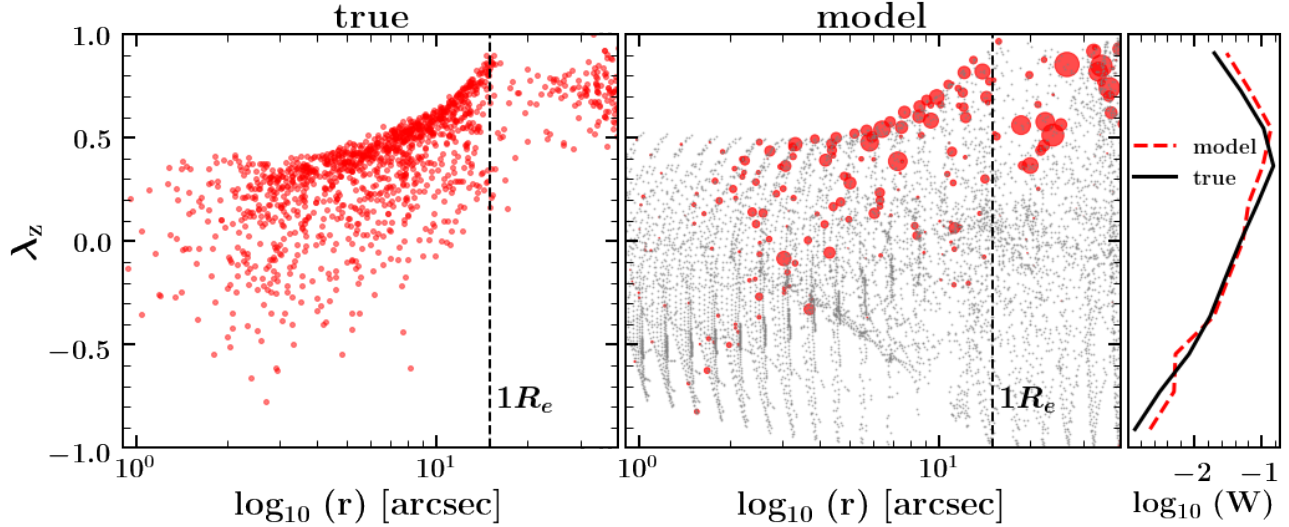 true
model
1.0
0.5
0.0
−0.5
−1.0
λz
1Re
1Re
model
true
10⁰
10¹
10⁰
10¹
−2
−1
log₁₀ (r) [arcsec]
log₁₀ (r) [arcsec]
log₁₀ (W)